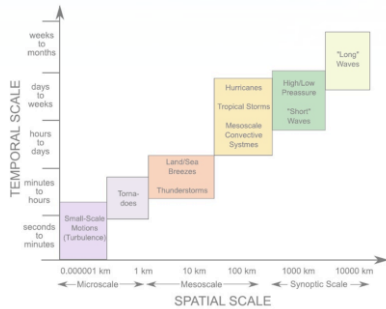 TEMPORAL SCALE
weeks
to
months
days
to
weeks
hours
to
days
minutes
to
hours
seconds
to
minutes
"Long"
Waves
High/Low
Preassure
"Short"
Waves
Hurricanes
Tropical Storms
Mesoscale
Convective
Systmes
Land/Sea
Breezes
Thunderstorms
Torna-
does
Small-Scale
Motions
(Turbulence)
0.000001 km 1 km 10 km 100 km 1000 km 10000 km
Microscale Mesoscale Synoptic Scale
SPATIAL SCALE